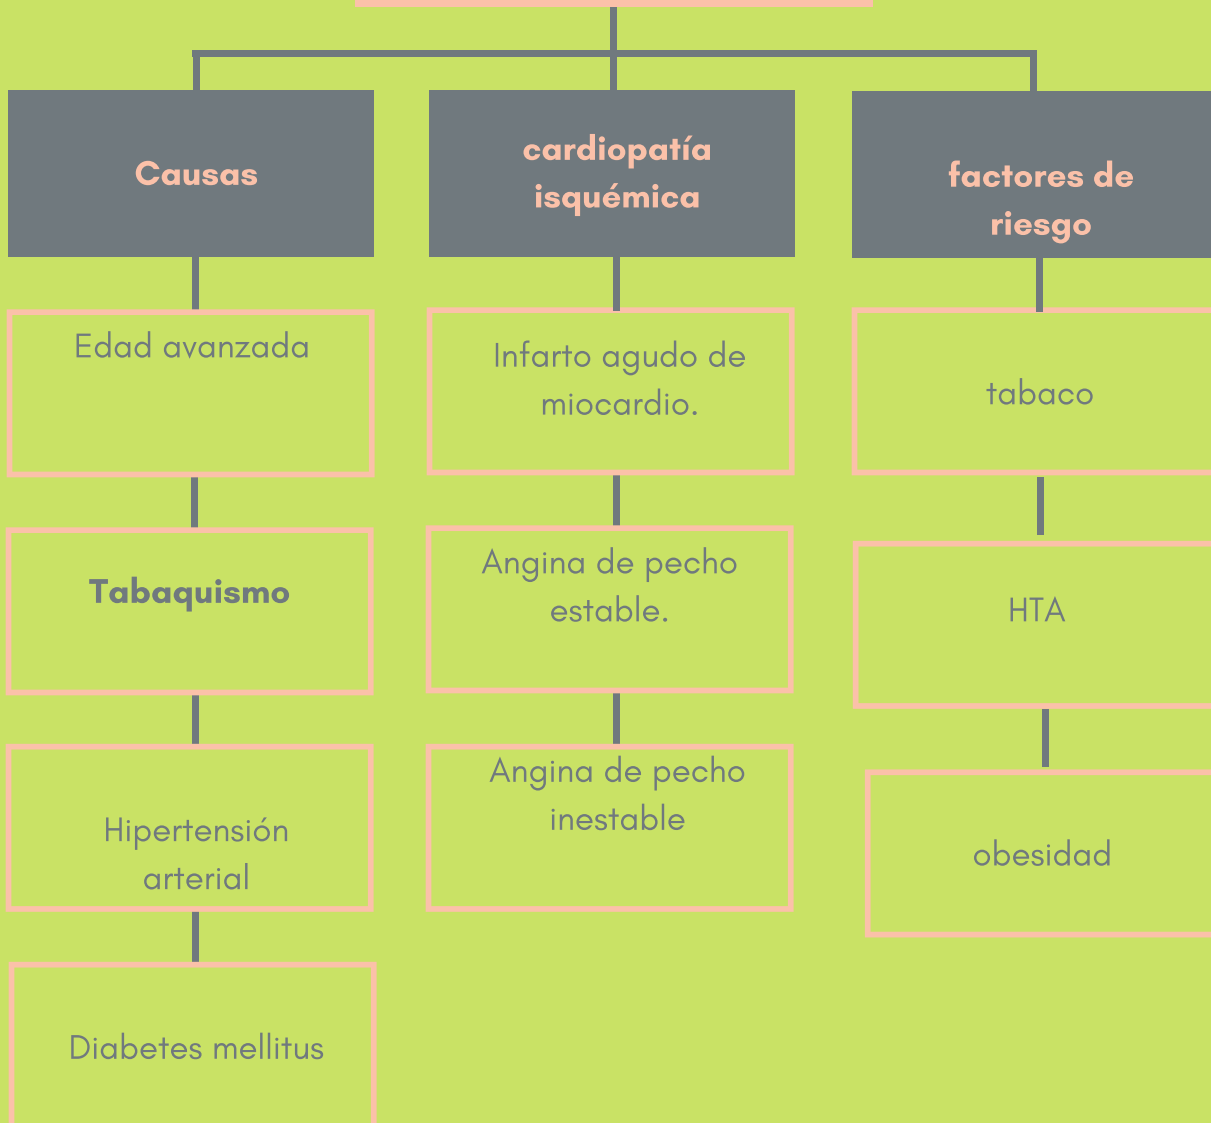 Causas
Edad avanzada
Tabaquismo
Hipertensión
arterial
Diabetes mellitus
cardiopatía
isquémica
Infarto agudo de
miocardio.
Angina de pecho
estable.
Angina de pecho
inestable
factores de
riesgo
tabaco
HTA
obesidad